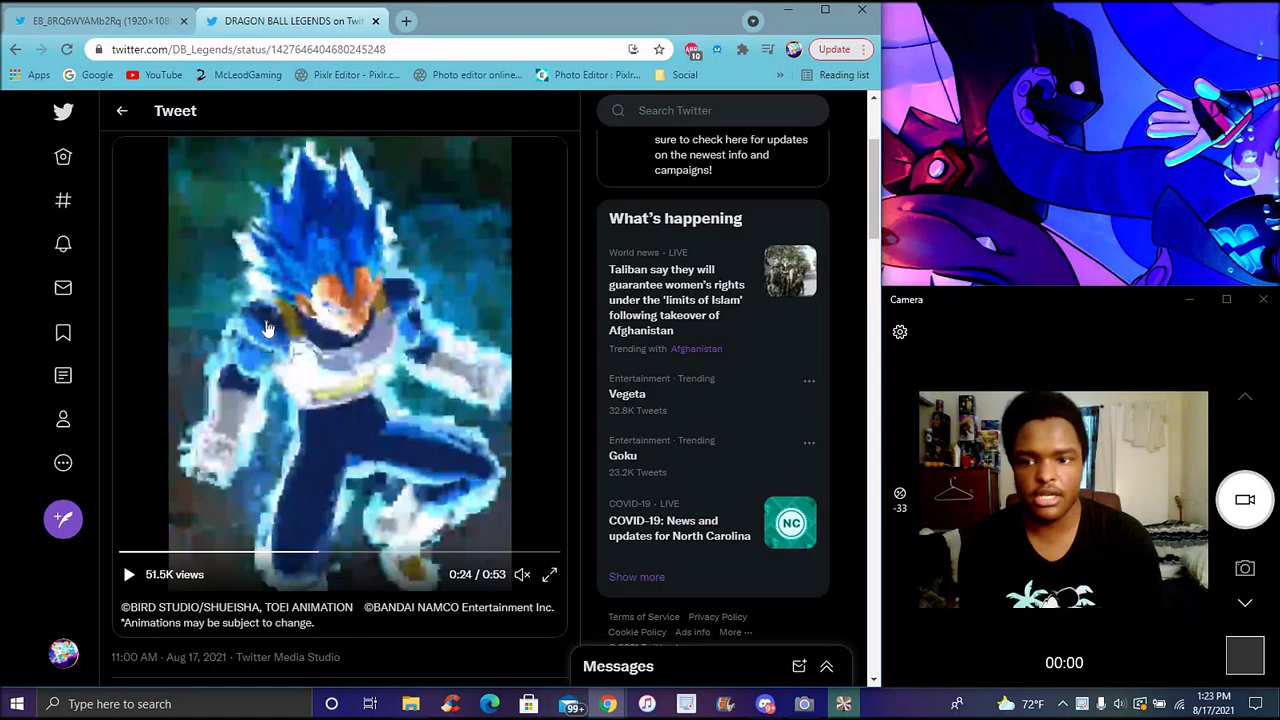 E8_8RQ6WYAMb2Rq (1920×108
DRAGON BALL LEGENDS on Twit
twitter.com/DB_Legends/status/1427646404680245248
10
Update
Apps
Google
YouTube
McLeodGaming
Pixlr Editor - Pixlr.c...
Photo editor online...
Photo Editor : Pixlr...
Social
»
Reading list
Tweet
Search Twitter
sure to check here for updates
on the newest info and
campaigns!
What's happening
World news · LIVE
Taliban say they will
guarantee women's rights
under the 'limits of Islam'
following takeover of
Afghanistan
Trending with Afghanistan
Entertainment · Trending
Vegeta
32.8K Tweets
Entertainment · Trending
Goku
23.2K Tweets
COVID-19 · LIVE
COVID-19: News and
updates for North Carolina
NC
Show more
Terms of Service Privacy Policy
Cookie Policy Ads info More ···
51.5K views
0:24 / 0:53
©BIRD STUDIO/SHUEISHA, TOEI ANIMATION ©BANDAI NAMCO Entertainment Inc.
*Animations may be subject to change.
11:00 AM · Aug 17, 2021 · Twitter Media Studio
Messages
Camera
-33
00:00
Type here to search
99+
72°F
1:23 PM
8/17/2021